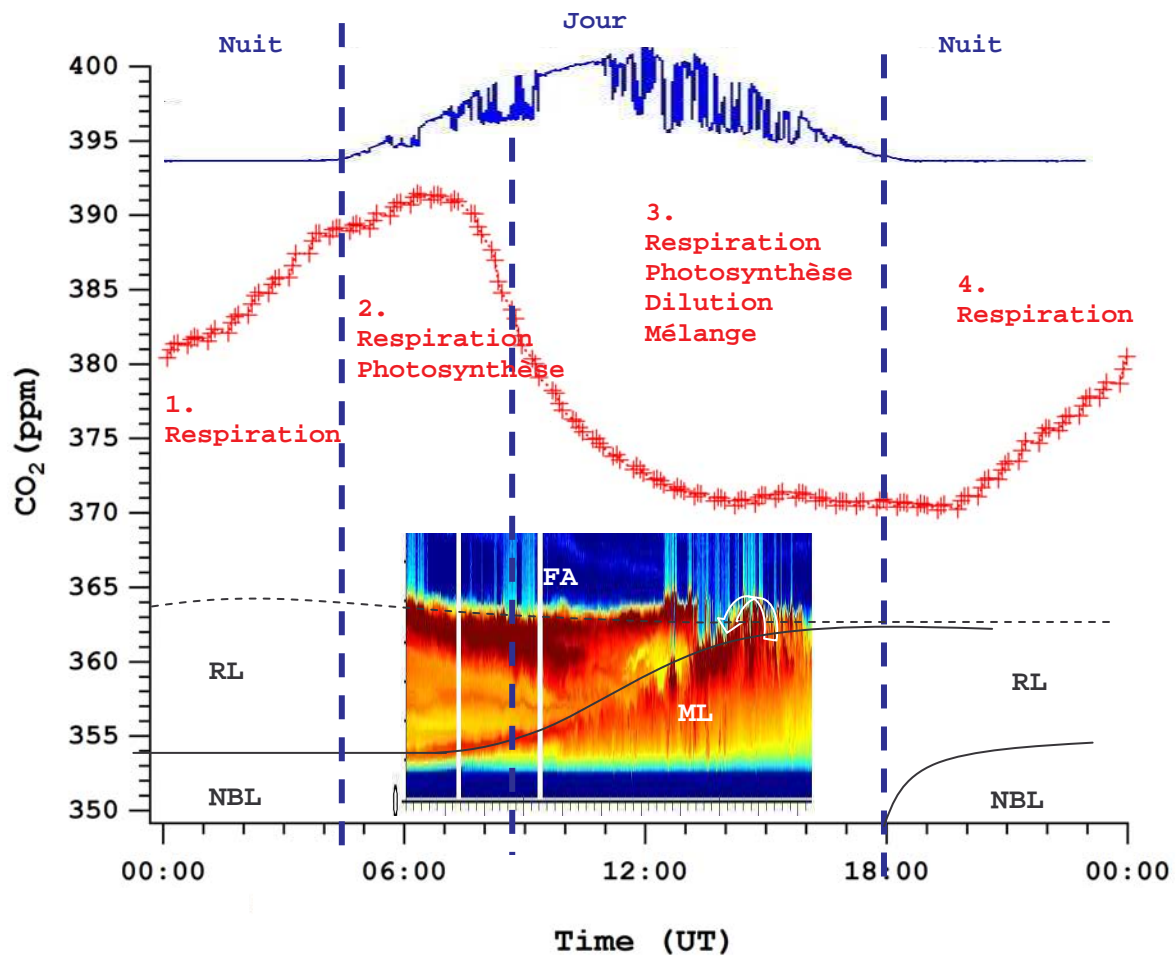 Jour
Nuit
Nuit
400
395
390
385
380
375
370
365
360
355
350
CO₂ (ppm)
1.
Respiration
2.
Respiration
Photosynthèse
3.
Respiration
Photosynthèse
Dilution
Mélange
4.
Respiration
FA
RL
ML
RL
NBL
NBL
0
00:00
06:00
12:00
18:00
00:00
Time (UT)